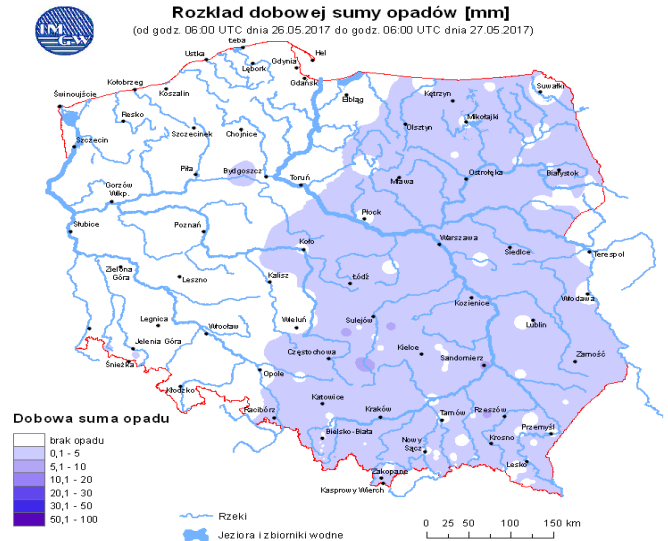 Rozkład dobowej sumy opadów [mm]
(od godz. 06:00 UTC dnia 26.05.2017 do godz. 06:00 UTC dnia 27.05.2017)
IM
GW
Łeba
Hel
Ustka
Gdynia
Lębork
Gdańsk
Kołobrzeg
Koszalin
Świnoujście
Elbląg
Kętrzyn
Suwałki
Resko
Szczecinek
Chojnice
Olsztyn
Mikołajki
Szczecin
Piła
Bydgoszcz
Toruń
Mława
Ostrołęka
Białystok
Gorzów
Wlkp.
Płock
Słubice
Poznań
Koło
Warszawa
Siedlce
Terespol
Zielona
Góra
Leszno
Kalisz
Łódź
Kozienice
Włodawa
Legnica
Wrocław
Wieluń
Sulejów
Lublin
Jelenia Góra
Częstochowa
Kielce
Sandomierz
Zamość
Śnieżka
Opole
Kłodzko
Katowice
Racibórz
Kraków
Tarnów
Rzeszów
Przemyśl
Bielsko-Biała
Nowy
Sącz
Krosno
Lesko
Zakopane
Kasprowy Wierch
Dobowa suma opadu
brak opadu
0,1 - 5
5,1 - 10
10,1 - 20
20,1 - 30
30,1 - 50
50,1 - 100
Rzeki
Jeziora i zbiorniki wodne
0 25 50 100 150 km